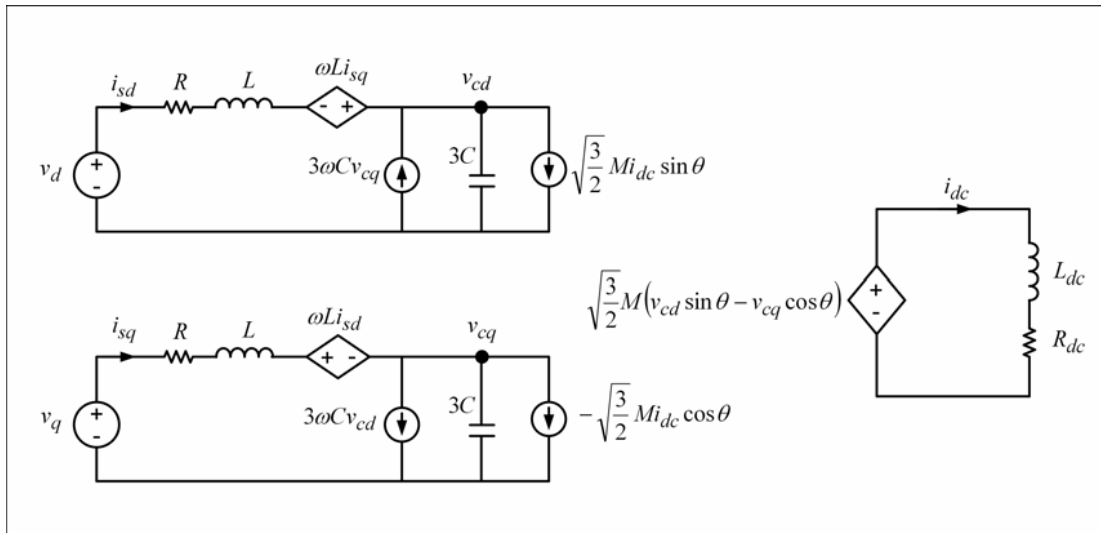 i_sd R L ωLi_sq v_cd
v_d + - - + 3ωCv_cq 3C √(3/2) Mi_dc sin θ
i_dc
√(3/2) M(v_cd sin θ − v_cq cos θ) + - L_dc
R_dc
i_sq R L ωLi_sd v_cq
v_q + - + - 3ωCv_cd 3C −√(3/2) Mi_dc cos θ